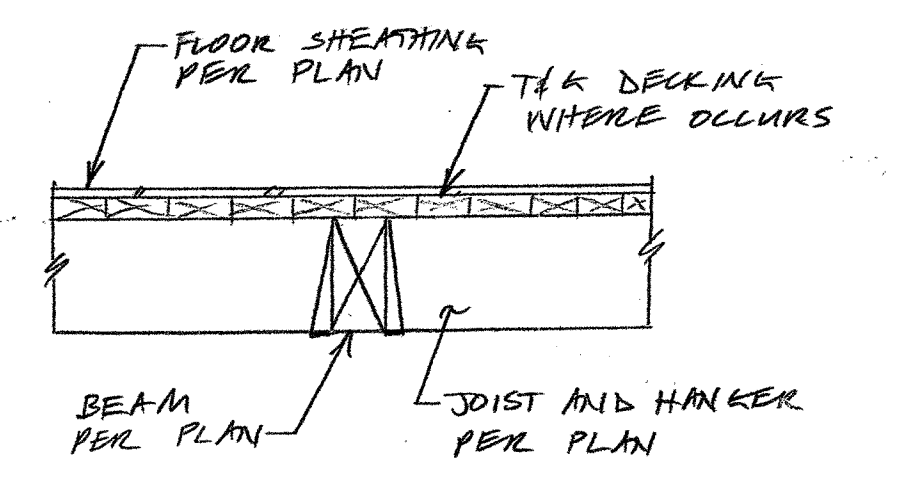 FLOOR SHEATHING
PER PLAN
T&G DECKING
WHERE OCCURS
BEAM
PER PLAN
JOIST AND HANGER
PER PLAN